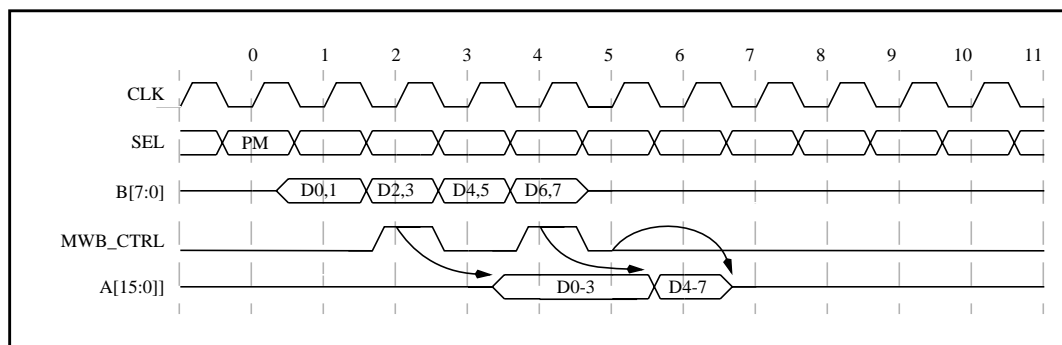 0 1 2 3 4 5 6 7 8 9 10 11
CLK
SEL PM
B[7:0] D0,1 D2,3 D4,5 D6,7
MWB_CTRL
A[15:0]] D0-3 D4-7